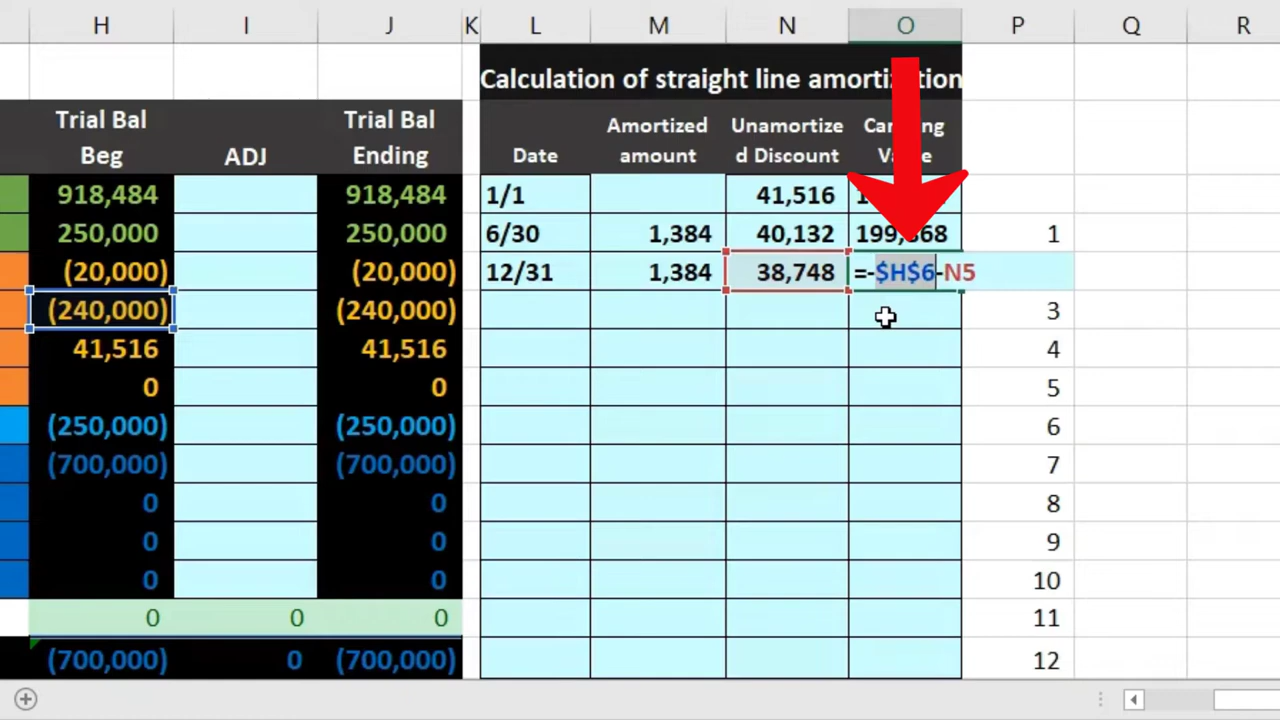 H I J K L M N O P Q R
Calculation of straight line amortization
Trial Bal Beg ADJ Trial Bal Ending Date Amortized amount Unamortize d Discount
918,484 918,484 1/1 41,516
250,000 250,000 6/30 1,384 40,132 1
(20,000) (20,000) 12/31 1,384 38,748 =-$H$6-N5
(240,000) (240,000) 3
41,516 41,516 4
0 0 5
(250,000) (250,000) 6
(700,000) (700,000) 7
0 0 8
0 0 9
0 0 10
0 0 0 11
(700,000) 0 (700,000) 12